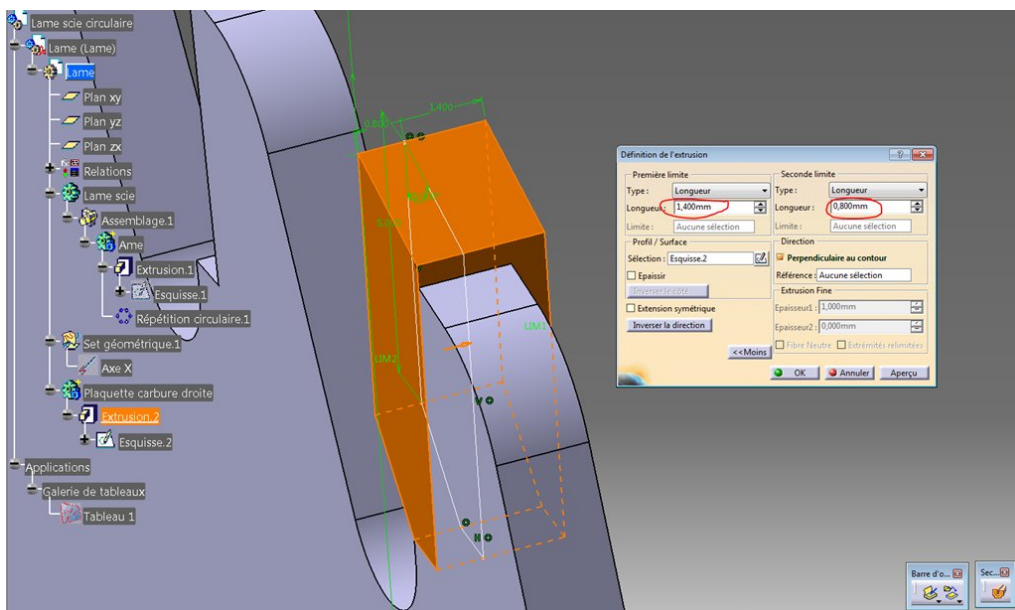 Lame scie circulaire
Lame (Lame)
Lame
Plan xy
Plan yz
Plan zx
Relations
Lame scie
Assemblage.1
Ame
Extrusion.1
Esquisse.1
Répétition circulaire.1
Set géométrique.1
Axe X
Plaquette carbure droite
Extrusion.2
Esquisse.2
Applications
Galerie de tableaux
Tableau 1
1.400
0.800
LIM1
LIM2
V
H
Définition de l'extrusion
Première limite
Type : Longueur
Longueur : 1,400mm
Limite : Aucune sélection
Profil / Surface
Sélection : Esquisse.2
Epaissir
Inverser le côté
Extension symétrique
Inverser la direction
<<Moins
Seconde limite
Type : Longueur
Longueur : 0,800mm
Limite : Aucune sélection
Direction
Perpendiculaire au contour
Référence : Aucune sélection
Extrusion Fine
Epaisseur1 : 1,000mm
Epaisseur2 : 0,000mm
Fibre Neutre Extrémités relimitées
OK Annuler Aperçu
Barre d'o...
Sec...